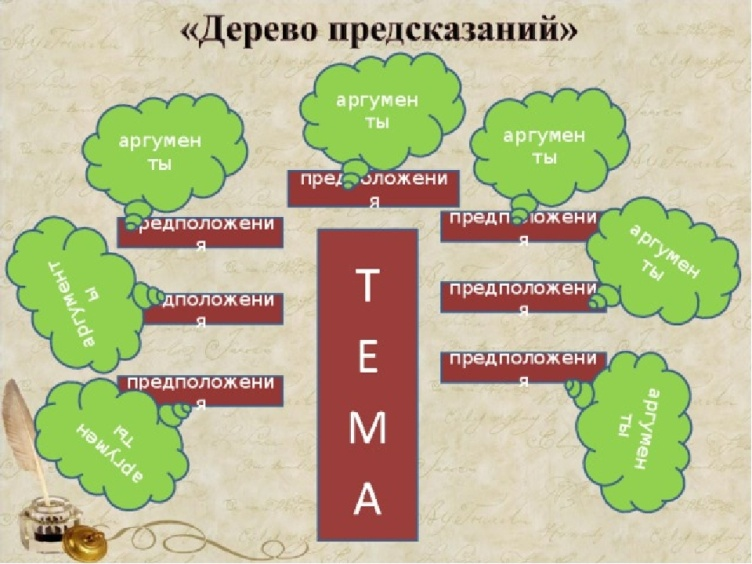 «Дерево предсказаний»
аргумен
ты
аргумен
ты
аргумен
ты
предположени
я
предположени
я
предположени
я
аргумент
ы
аргумен
ты
предположени
я
предположени
я
предположени
я
предположени
я
аргумен
ты
аргумен
ты
Т
Е
М
А